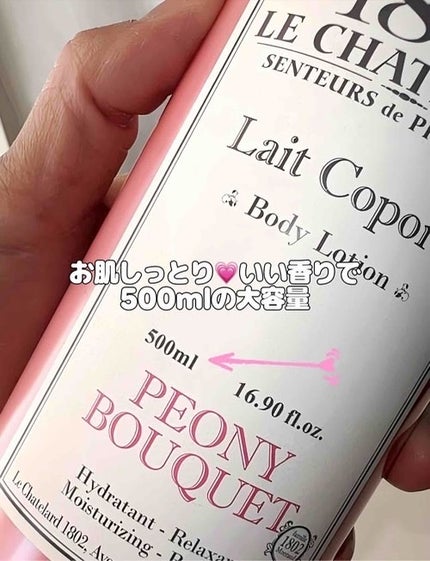 18
LE CHAT
SENTEURS de P
Lait Copor
Body Lotion
お肌しっとり💗いい香りで
500mlの大容量
500ml
16.90 fl.oz.
PEONY
BOUQUET
Hydratant - Relaxa
Moisturizing -
Le Chatelard 1802, Ave
1802